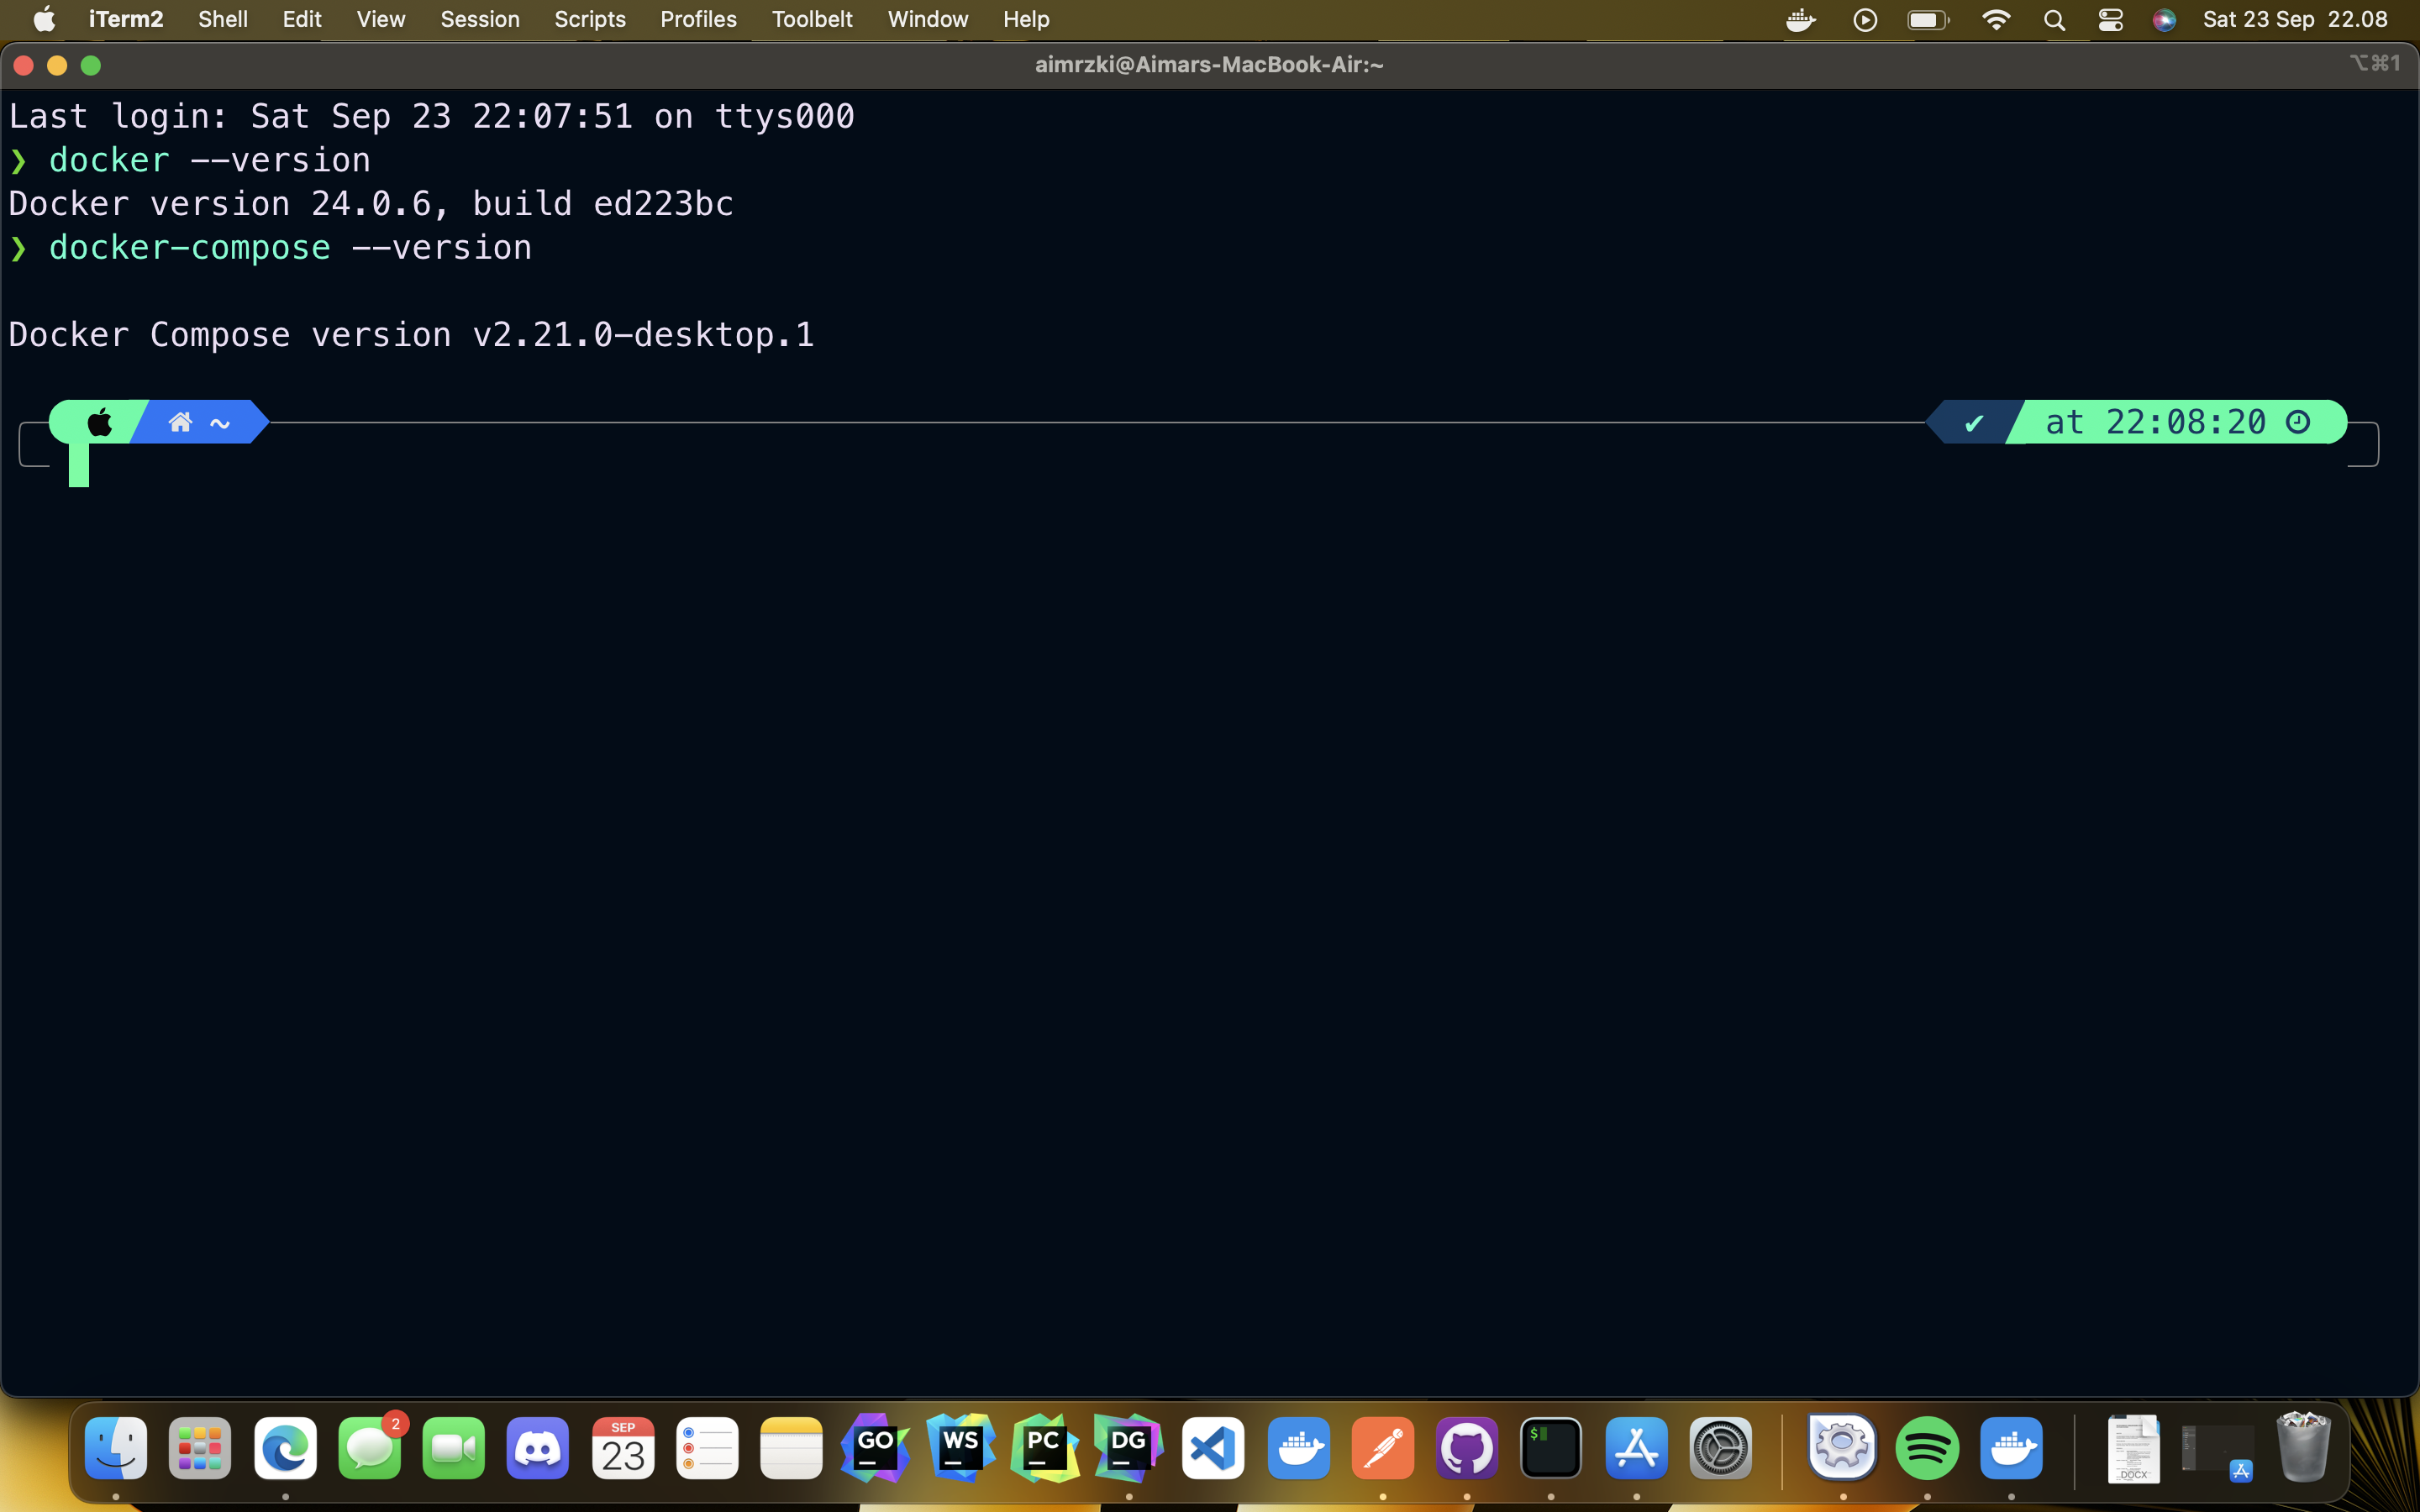 iTerm2 Shell Edit View Session Scripts Profiles Toolbelt Window Help Sat 23 Sep 22.08
aimrzki@Aimars-MacBook-Air:~ ⌥⌘1
Last login: Sat Sep 23 22:07:51 on ttys000
❯ docker --version
Docker version 24.0.6, build ed223bc
❯ docker-compose --version
Docker Compose version v2.21.0-desktop.1
~ ✔ at 22:08:20
2
SEP
23
GO
WS
PC
DG
$
DOCX